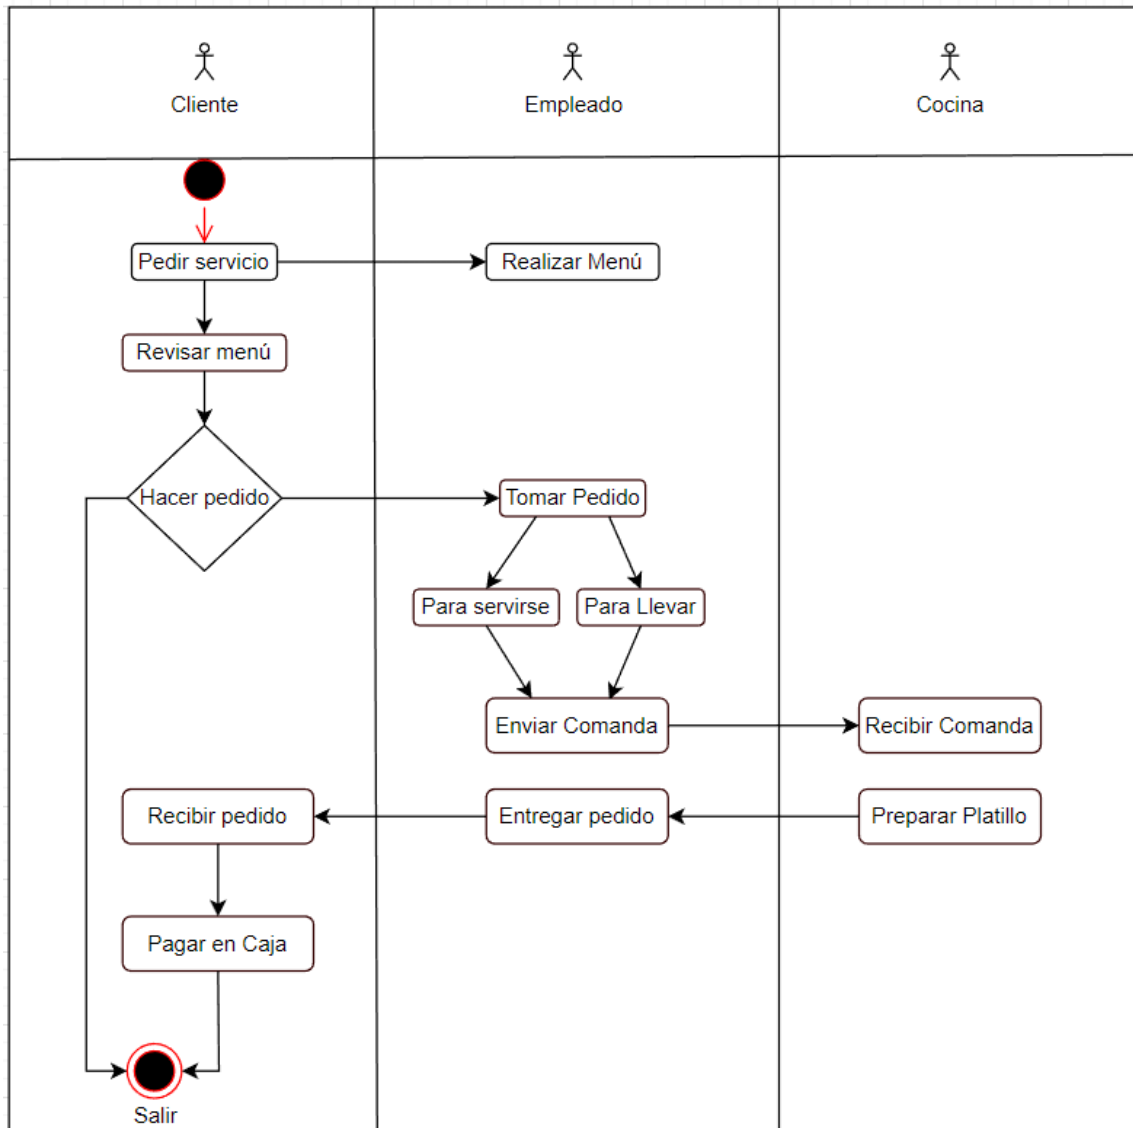 Cliente
Empleado
Cocina
Pedir servicio
Realizar Menú
Revisar menú
Hacer pedido
Tomar Pedido
Para servirse
Para Llevar
Enviar Comanda
Recibir Comanda
Recibir pedido
Entregar pedido
Preparar Platillo
Pagar en Caja
Salir